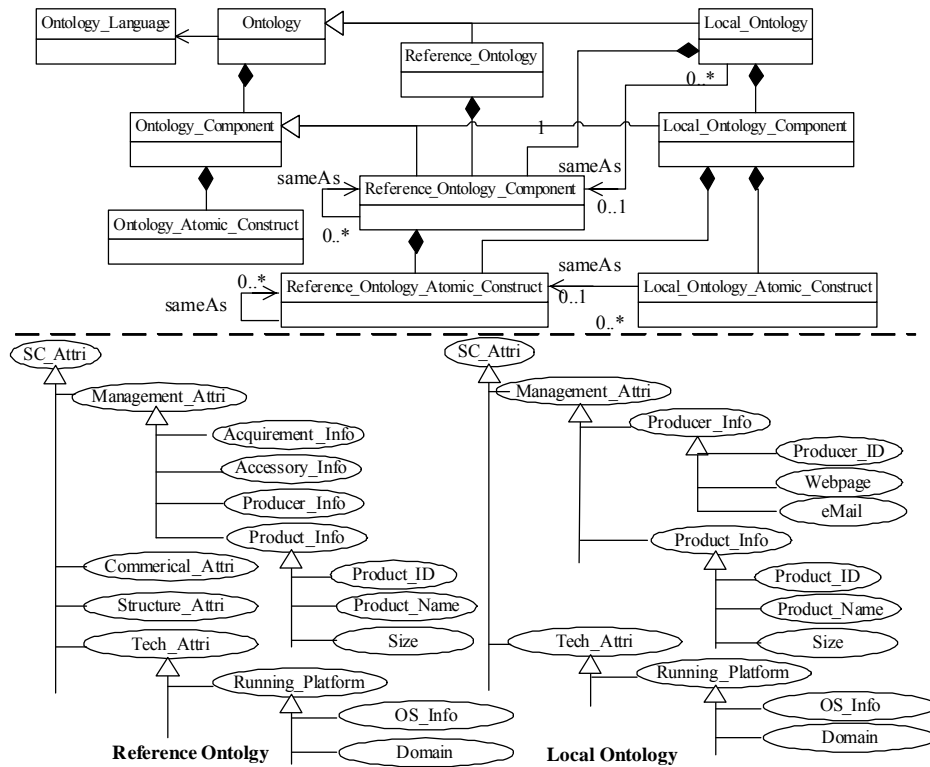 Ontology_Language
Ontology
Local_Ontology
Reference_Ontology
0..*
Ontology_Component
1
Local_Ontology_Component
sameAs
Reference_Ontology_Component
sameAs
0..1
0..*
Ontology_Atomic_Construct
0..*
sameAs
Reference_Ontology_Atomic_Construct
sameAs
0..1
Local_Ontology_Atomic_Construct
0..*
SC_Attri
Management_Attri
Acquirement_Info
Accessory_Info
Producer_Info
Product_Info
Commerical_Attri
Product_ID
Structure_Attri
Product_Name
Tech_Attri
Size
Running_Platform
OS_Info
Domain
Reference Ontolgy
SC_Attri
Management_Attri
Producer_Info
Producer_ID
Webpage
eMail
Product_Info
Product_ID
Product_Name
Tech_Attri
Size
Running_Platform
OS_Info
Domain
Local Ontology